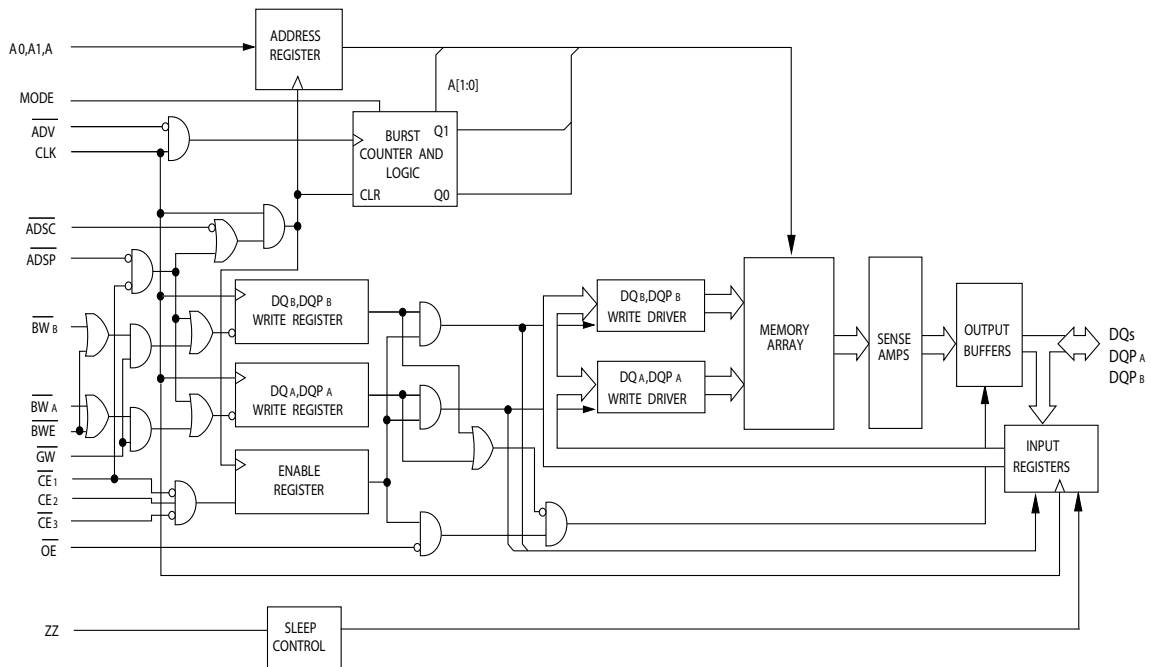 A0,A1,A
ADDRESS
REGISTER
MODE
A[1:0]
ADV
CLK
BURST
COUNTER AND
LOGIC
Q1
CLR
Q0
ADSC
ADSP
DQB,DQPB
WRITE REGISTER
BWB
DQA,DQPA
WRITE REGISTER
BWA
BWE
GW
CE1
CE2
CE3
ENABLE
REGISTER
OE
DQB,DQPB
WRITE DRIVER
DQA,DQPA
WRITE DRIVER
MEMORY
ARRAY
SENSE
AMPS
OUTPUT
BUFFERS
DQs
DQPA
DQPB
INPUT
REGISTERS
ZZ
SLEEP
CONTROL